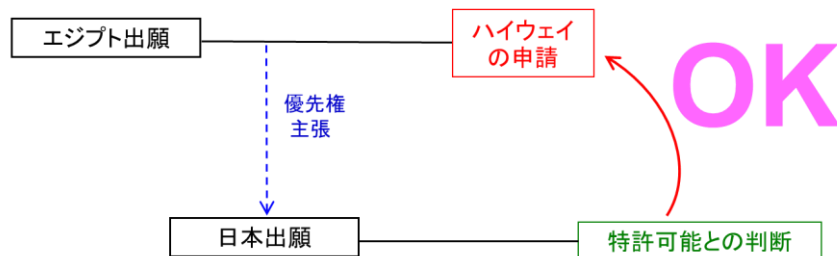 エジプト出願
ハイウェイ
の申請
OK
優先権
主張
日本出願
特許可能との判断